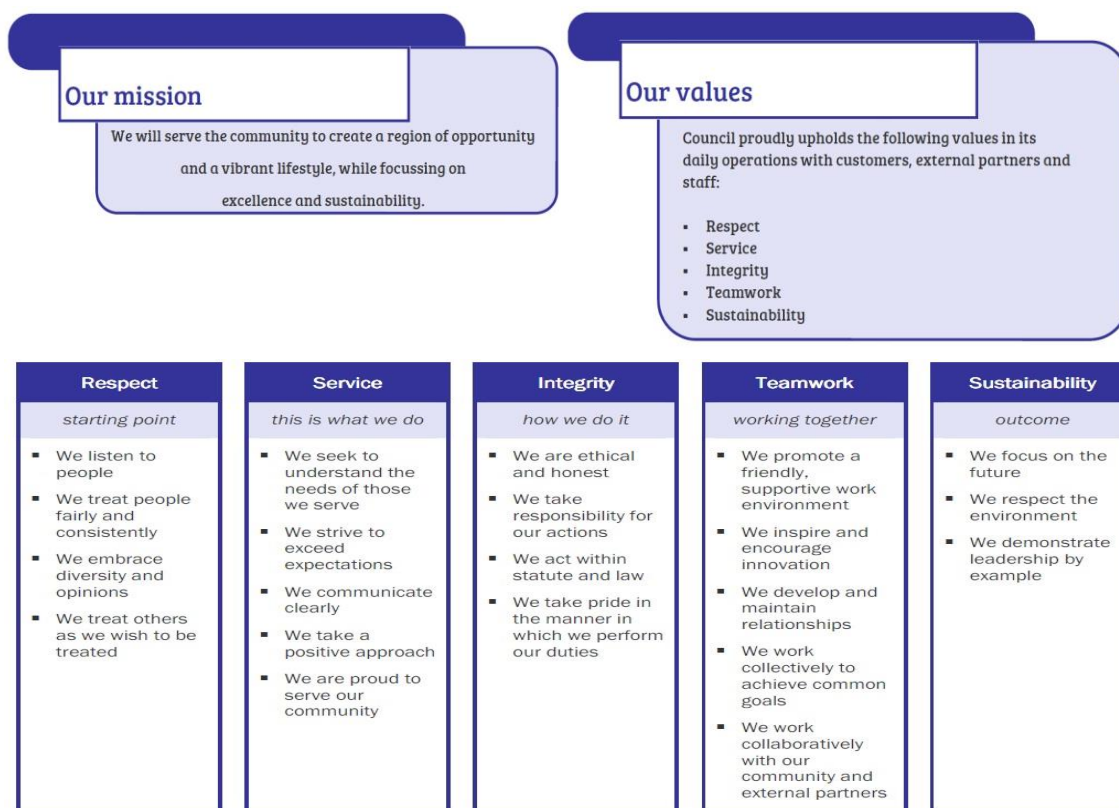 Our mission
We will serve the community to create a region of opportunity
and a vibrant lifestyle, while focussing on
excellence and sustainability.
Our values
Council proudly upholds the following values in its
daily operations with customers, external partners and
staff:
▪ Respect
▪ Service
▪ Integrity
▪ Teamwork
▪ Sustainability
Respect
starting point
▪ We listen to
people
▪ We treat people
fairly and
consistently
▪ We embrace
diversity and
opinions
▪ We treat others
as we wish to be
treated
Service
this is what we do
▪ We seek to
understand the
needs of those
we serve
▪ We strive to
exceed
expectations
▪ We communicate
clearly
▪ We take a
positive approach
▪ We are proud to
serve our
community
Integrity
how we do it
▪ We are ethical
and honest
▪ We take
responsibility for
our actions
▪ We act within
statute and law
▪ We take pride in
the manner in
which we perform
our duties
Teamwork
working together
▪ We promote a
friendly,
supportive work
environment
▪ We inspire and
encourage
innovation
▪ We develop and
maintain
relationships
▪ We work
collectively to
achieve common
goals
▪ We work
collaboratively
with our
community and
external partners
Sustainability
outcome
▪ We focus on the
future
▪ We respect the
environment
▪ We demonstrate
leadership by
example